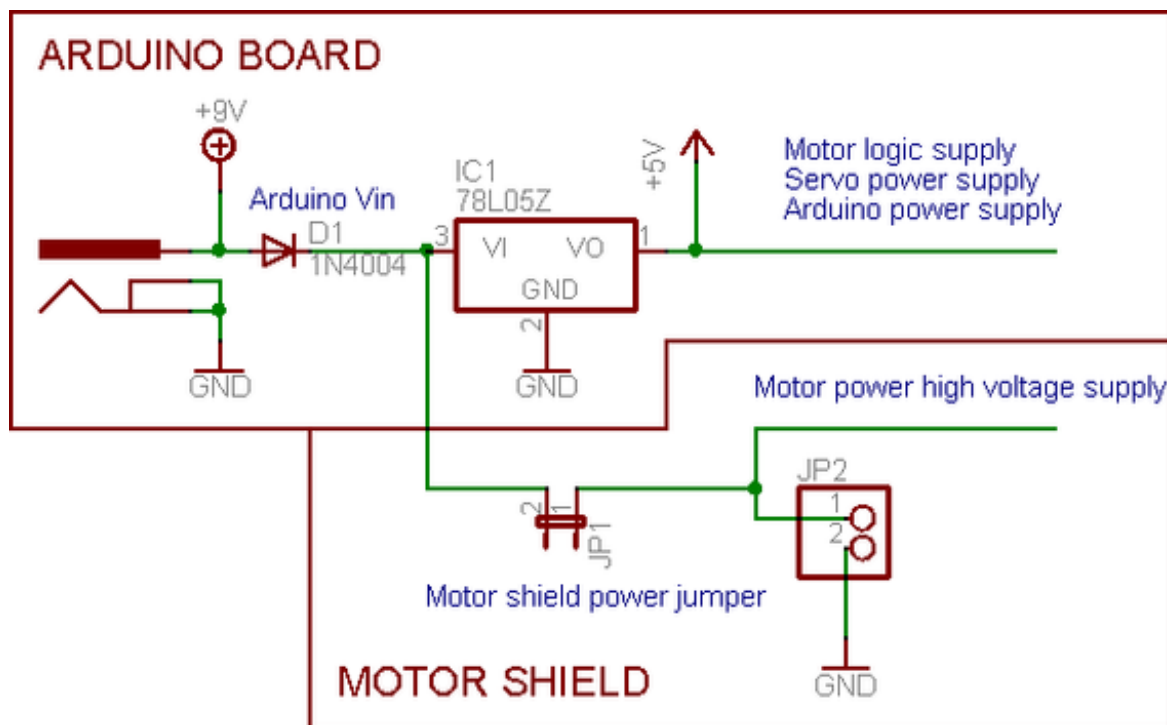 ARDUINO BOARD
+9V
Arduino Vin
D1
1N4004
IC1
78L05Z
3
VI
VO
1
GND
2
+5V
Motor logic supply
Servo power supply
Arduino power supply
GND
GND
Motor power high voltage supply
JP2
1
2
2
1
JP1
Motor shield power jumper
GND
MOTOR SHIELD